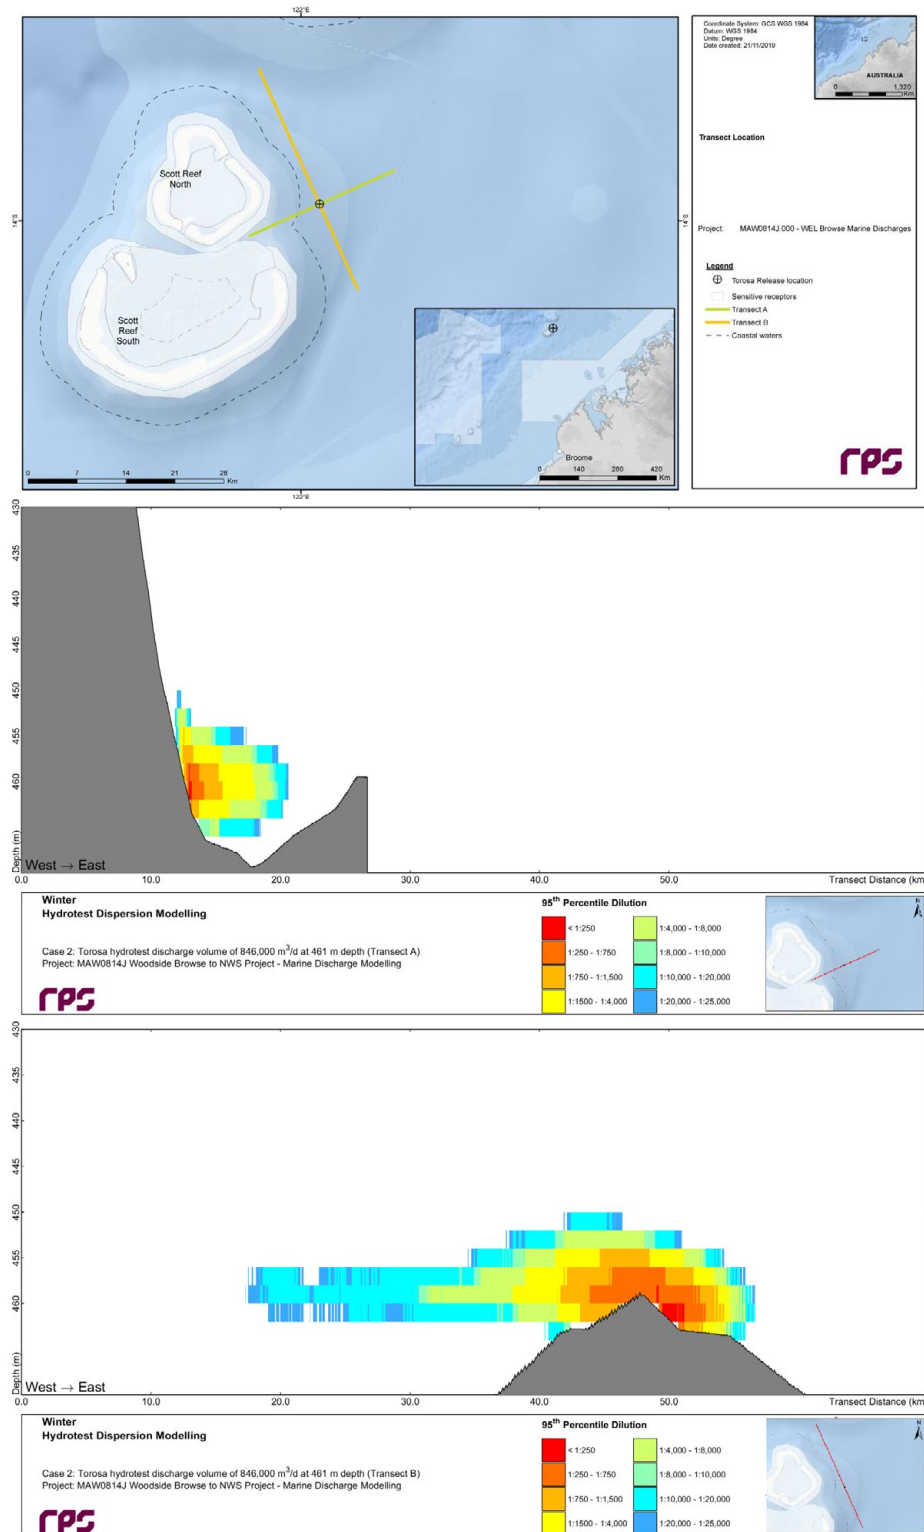 122°E
Scott Reef
North
Scott
Reef
South
14°S
14°S
Broome
0 140 280 420
Km
0 7 14 21 28
Km
122°E
Coordinate System: GCS WGS 1984
Datum: WGS 1984
Units: Degree
Date created: 21/11/2019
AUSTRALIA
0 1,320
Km
Transect Location
Project: MAW0814J.000 - WEL Browse Marine Discharges
Legend
Torosa Release location
Sensitive receptors
Transect A
Transect B
Coastal waters
rps
430
435
440
445
450
455
460
Depth (m)
West → East
0.0 10.0 20.0 30.0 40.0 50.0 Transect Distance (km
Winter
Hydrotest Dispersion Modelling
Case 2: Torosa hydrotest discharge volume of 846,000 m³/d at 461 m depth (Transect A)
Project: MAW0814J Woodside Browse to NWS Project - Marine Discharge Modelling
rps
95th Percentile Dilution
< 1:250 1:4,000 - 1:8,000
1:250 - 1:750 1:8,000 - 1:10,000
1:750 - 1:1,500 1:10,000 - 1:20,000
1:1500 - 1:4,000 1:20,000 - 1:25,000
N
430
435
440
445
450
455
460
Depth (m)
West → East
0.0 10.0 20.0 30.0 40.0 50.0 Transect Distance (km
Winter
Hydrotest Dispersion Modelling
Case 2: Torosa hydrotest discharge volume of 846,000 m³/d at 461 m depth (Transect B)
Project: MAW0814J Woodside Browse to NWS Project - Marine Discharge Modelling
rps
95th Percentile Dilution
< 1:250 1:4,000 - 1:8,000
1:250 - 1:750 1:8,000 - 1:10,000
1:750 - 1:1,500 1:10,000 - 1:20,000
1:1500 - 1:4,000 1:20,000 - 1:25,000
N